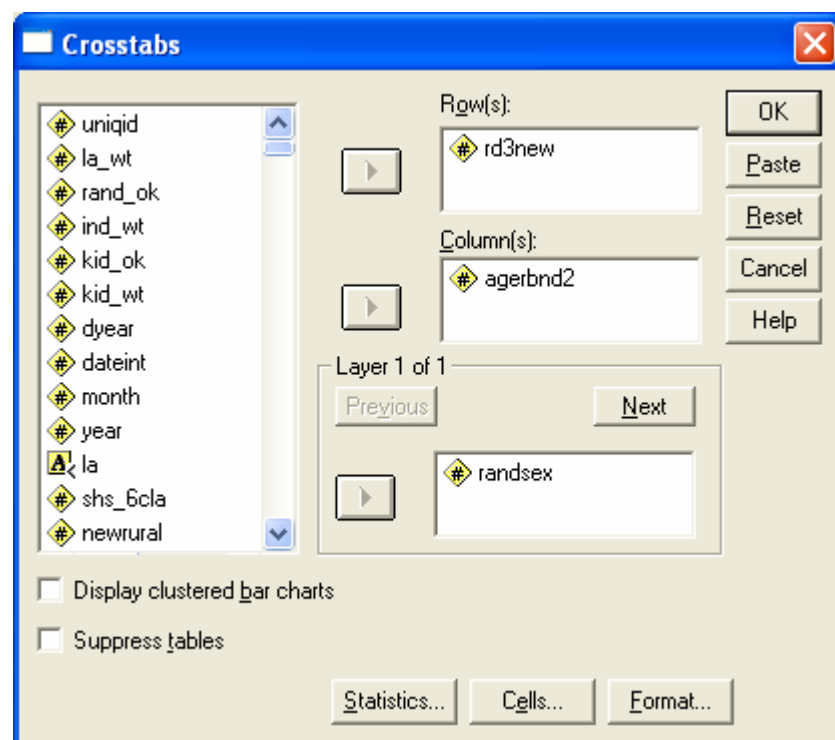 Crosstabs
uniqid
la_wt
rand_ok
ind_wt
kid_ok
kid_wt
dyear
dateint
month
year
la
shs_6cla
newrural
Row(s):
rd3new
Column(s):
agerbnd2
Layer 1 of 1
Previous
Next
randsex
OK
Paste
Reset
Cancel
Help
Display clustered bar charts
Suppress tables
Statistics...
Cells...
Format...